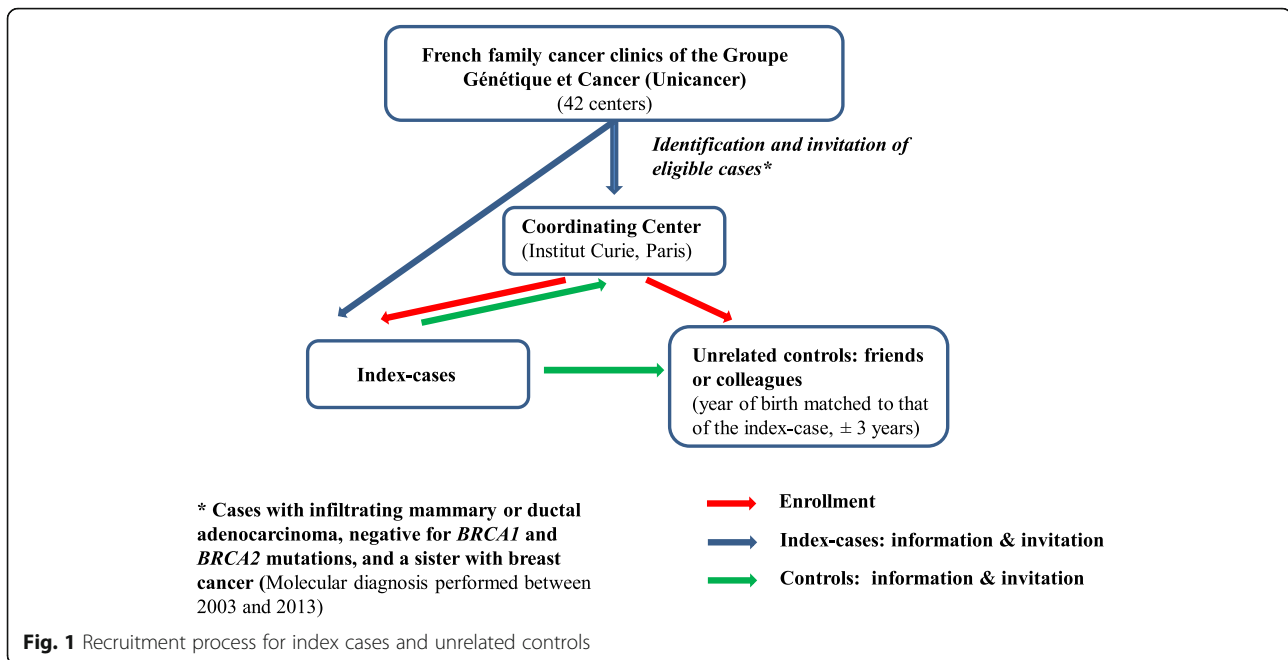 French family cancer clinics of the Groupe
Génétique et Cancer (Unicancer)
(42 centers)
Identification and invitation of
eligible cases*
Coordinating Center
(Institut Curie, Paris)
Index-cases
Unrelated controls: friends
or colleagues
(year of birth matched to that
of the index-case, ± 3 years)
* Cases with infiltrating mammary or ductal
adenocarcinoma, negative for BRCA1 and
BRCA2 mutations, and a sister with breast
cancer (Molecular diagnosis performed between
2003 and 2013)
Enrollment
Index-cases: information & invitation
Controls: information & invitation
Fig. 1 Recruitment process for index cases and unrelated controls